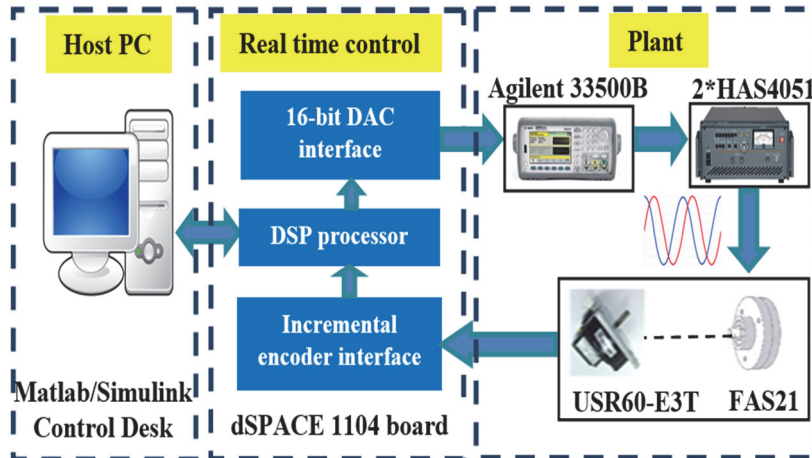 Host PC
Matlab/Simulink
Control Desk
Real time control
16-bit DAC
interface
DSP processor
Incremental
encoder interface
dSPACE 1104 board
Plant
Agilent 33500B
2*HAS4051
USR60-E3T
FAS21